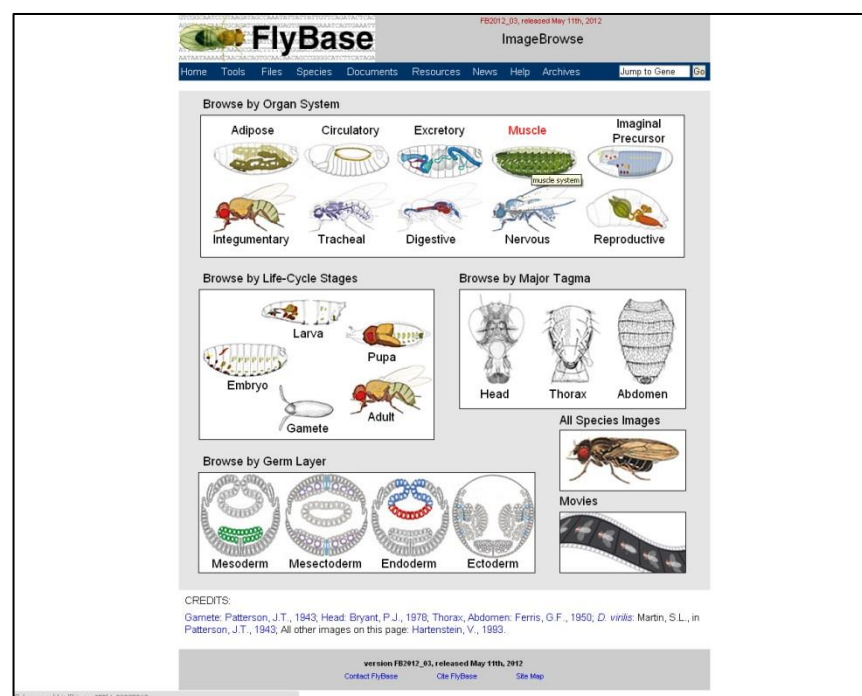 FB2012_03, released May 11th, 2012
FlyBase
ImageBrowse
Home Tools Files Species Documents Resources News Help Archives Jump to Gene Go
Browse by Organ System
Adipose Circulatory Excretory Muscle Imaginal Precursor
muscle system
Integumentary Tracheal Digestive Nervous Reproductive
Browse by Life-Cycle Stages
Larva
Pupa
Embryo
Adult
Gamete
Browse by Major Tagma
Head Thorax Abdomen
All Species Images
Browse by Germ Layer
Mesoderm Mesectoderm Endoderm Ectoderm
Movies
CREDITS:
Gamete: Patterson, J.T., 1943; Head: Bryant, P.J., 1978; Thorax, Abdomen: Ferris, G.F., 1950; D. virilis: Martin, S.L., in
Patterson, J.T., 1943; All other images on this page: Hartenstein, V., 1993.
version FB2012_03, released May 11th, 2012
Contact FlyBase Cite FlyBase Site Map